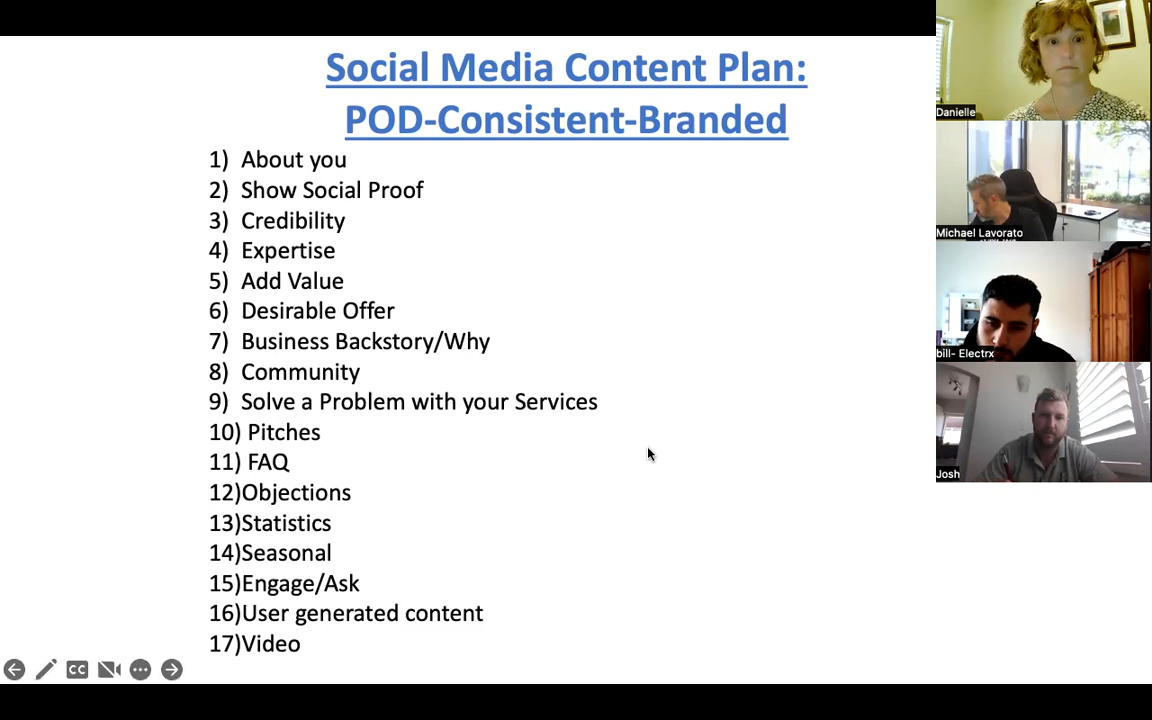 Social Media Content Plan:
POD-Consistent-Branded
1) About you
2) Show Social Proof
3) Credibility
4) Expertise
5) Add Value
6) Desirable Offer
7) Business Backstory/Why
8) Community
9) Solve a Problem with your Services
10) Pitches
11) FAQ
12)Objections
13)Statistics
14)Seasonal
15)Engage/Ask
16)User generated content
17)Video
CC
Danielle
Michael Lavorato
bill- Electrx
Josh